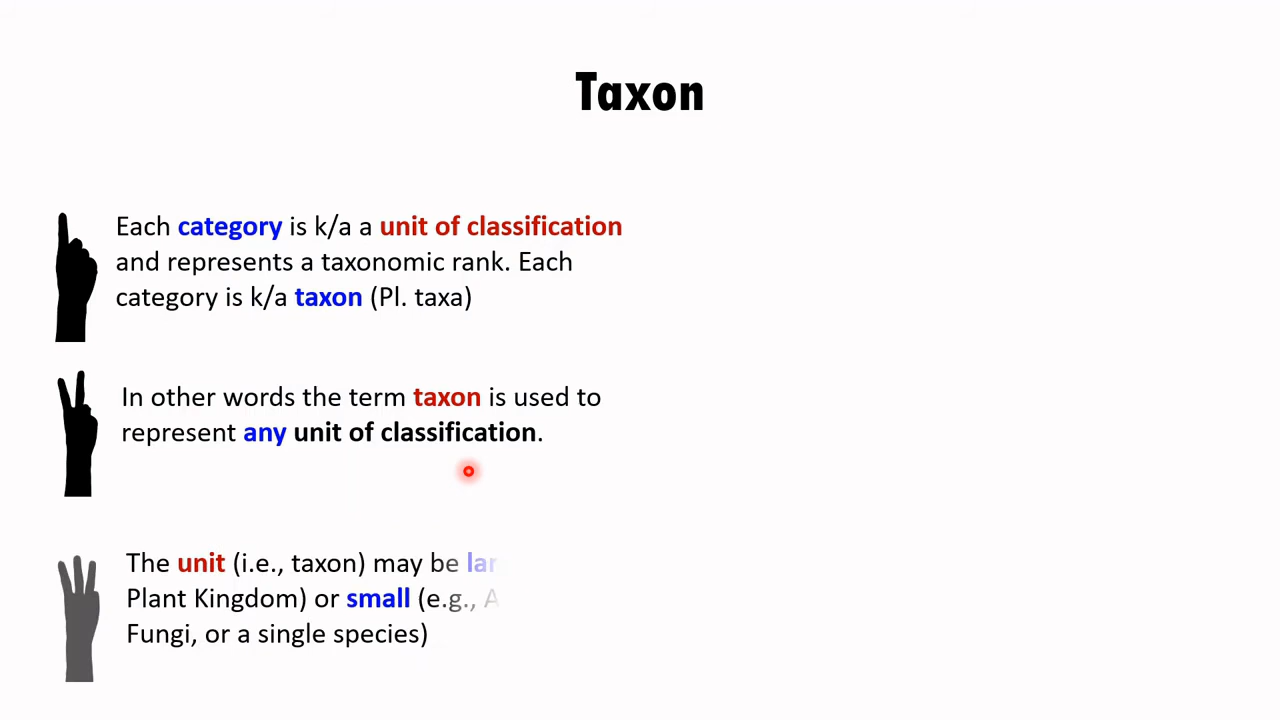 Taxon
Each category is k/a a unit of classification
and represents a taxonomic rank. Each
category is k/a taxon (Pl. taxa)
In other words the term taxon is used to
represent any unit of classification.
The unit (i.e., taxon) may be
Plant Kingdom) or small (e.g.,
Fungi, or a single species)